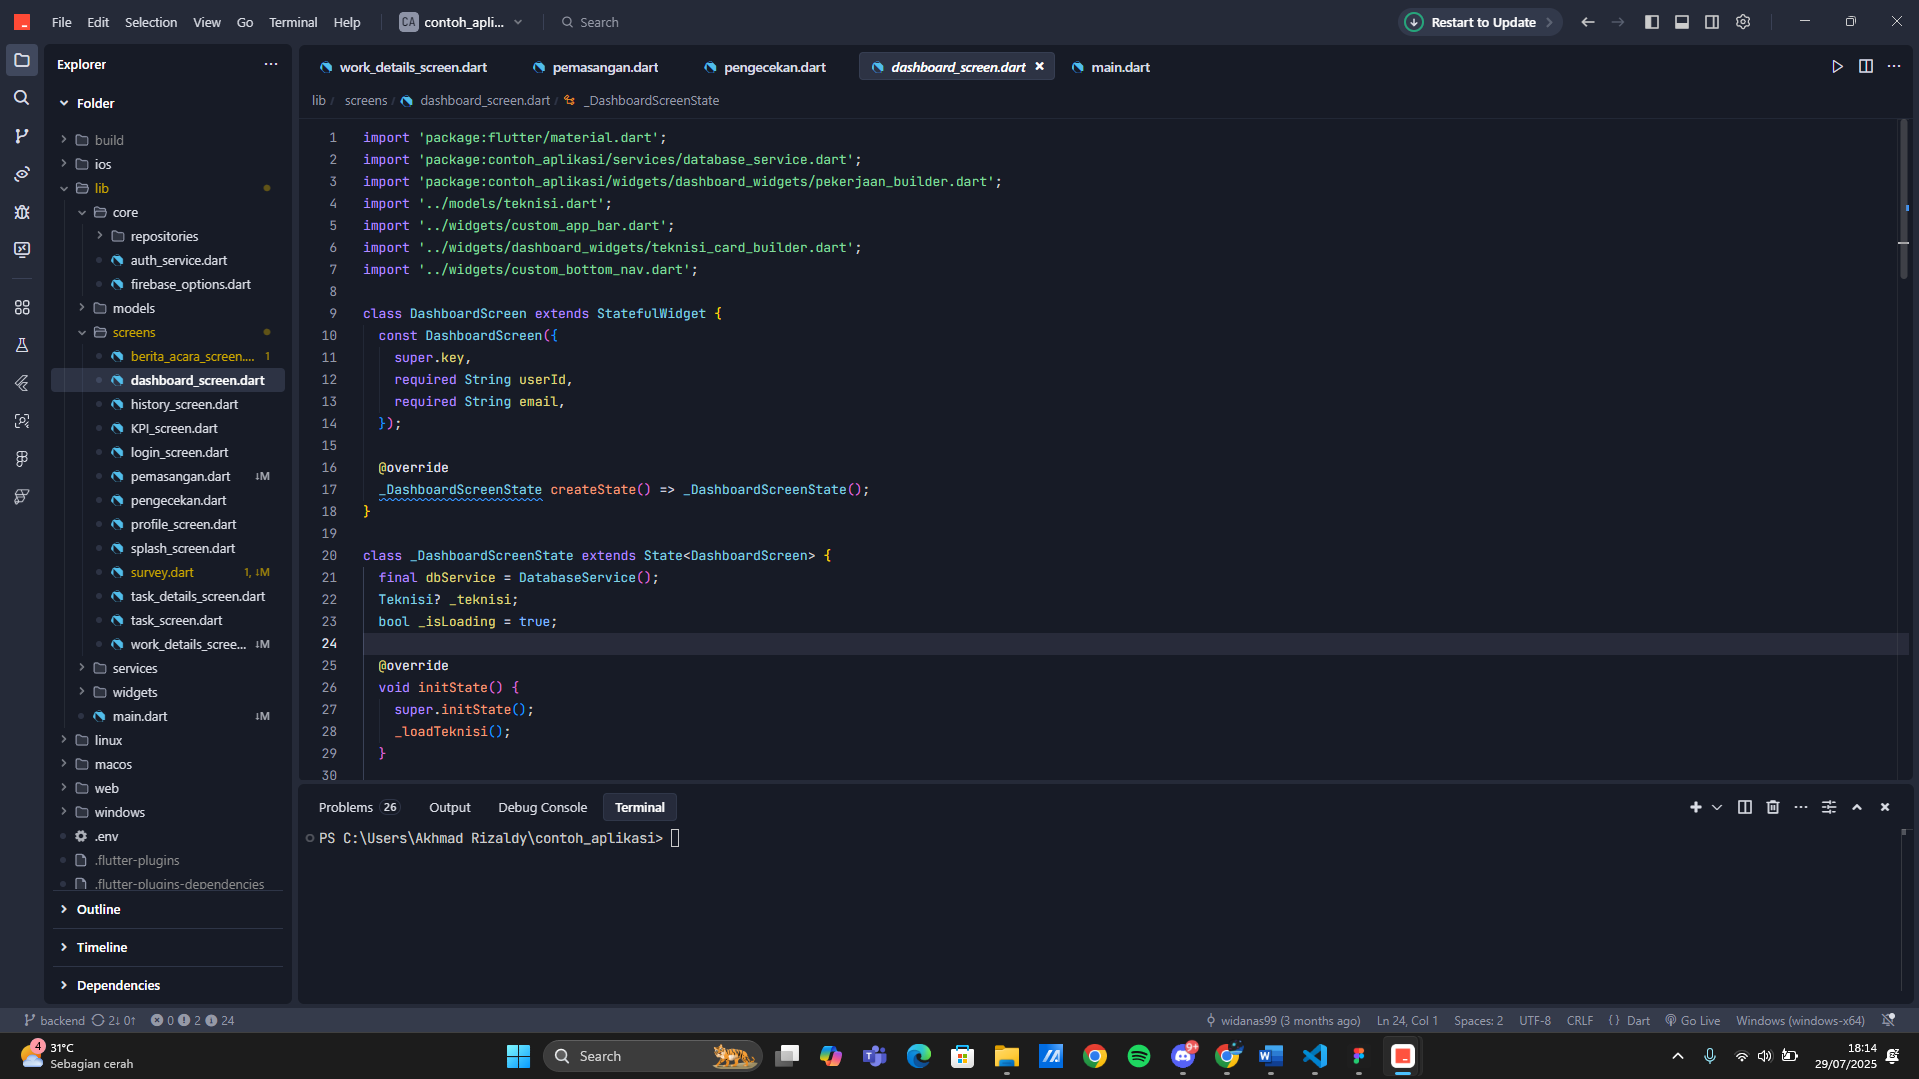 File Edit Selection View Go Terminal Help CA contoh_apli... Search Restart to Update
Explorer
Folder
build
ios
lib
core
repositories
auth_service.dart
firebase_options.dart
models
screens
berita_acara_screen.... 1
dashboard_screen.dart
history_screen.dart
KPI_screen.dart
login_screen.dart
pemasangan.dart ↓M
pengecekan.dart
profile_screen.dart
splash_screen.dart
survey.dart 1, ↓M
task_details_screen.dart
task_screen.dart
work_details_scree... ↓M
services
widgets
main.dart ↓M
linux
macos
web
windows
.env
.flutter-plugins
.flutter-plugins-dependencies
Outline
Timeline
Dependencies
work_details_screen.dart pemasangan.dart pengecekan.dart dashboard_screen.dart main.dart
lib / screens / dashboard_screen.dart / _DashboardScreenState
1 import 'package:flutter/material.dart';
2 import 'package:contoh_aplikasi/services/database_service.dart';
3 import 'package:contoh_aplikasi/widgets/dashboard_widgets/pekerjaan_builder.dart';
4 import '../models/teknisi.dart';
5 import '../widgets/custom_app_bar.dart';
6 import '../widgets/dashboard_widgets/teknisi_card_builder.dart';
7 import '../widgets/custom_bottom_nav.dart';
8
9 class DashboardScreen extends StatefulWidget {
10 const DashboardScreen({
11 super.key,
12 required String userId,
13 required String email,
14 });
15
16 @override
17 _DashboardScreenState createState() => _DashboardScreenState();
18 }
19
20 class _DashboardScreenState extends State<DashboardScreen> {
21 final dbService = DatabaseService();
22 Teknisi? _teknisi;
23 bool _isLoading = true;
24
25 @override
26 void initState() {
27 super.initState();
28 _loadTeknisi();
29 }
30
Problems 26 Output Debug Console Terminal
PS C:\Users\Akhmad Rizaldy\contoh_aplikasi>
backend 2↓ 0↑ 0 2 24 widanas99 (3 months ago) Ln 24, Col 1 Spaces: 2 UTF-8 CRLF {} Dart Go Live Windows (windows-x64)
4 31°C
Sebagian cerah
Search
9+
18:14
29/07/2025